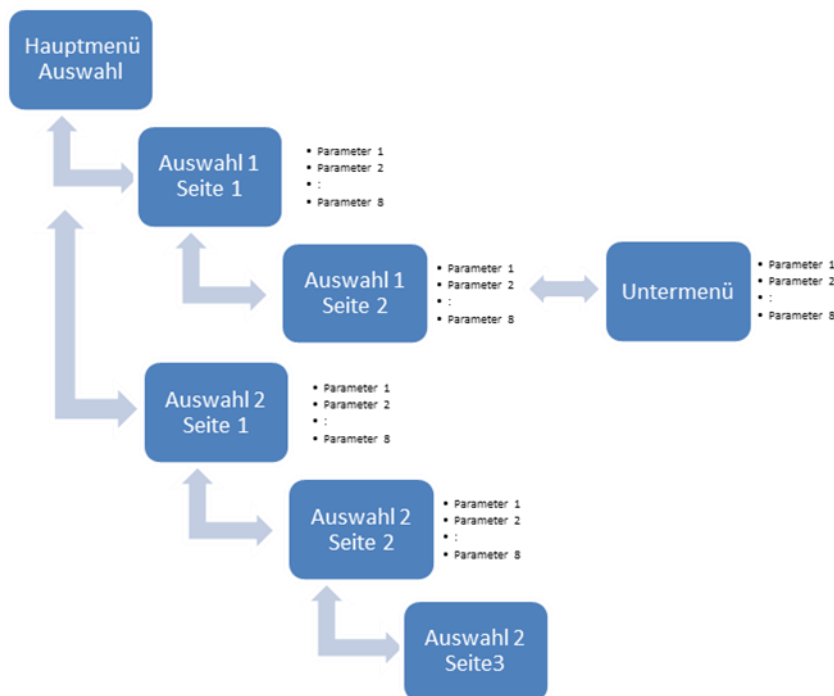 Hauptmenü
Auswahl
Auswahl 1
Seite 1
• Parameter 1
• Parameter 2
• :
• Parameter 8
Auswahl 1
Seite 2
• Parameter 1
• Parameter 2
• :
• Parameter 8
Untermenü
• Parameter 1
• Parameter 2
• :
• Parameter 8
Auswahl 2
Seite 1
• Parameter 1
• Parameter 2
• :
• Parameter 8
Auswahl 2
Seite 2
• Parameter 1
• Parameter 2
• :
• Parameter 8
Auswahl 2
Seite3